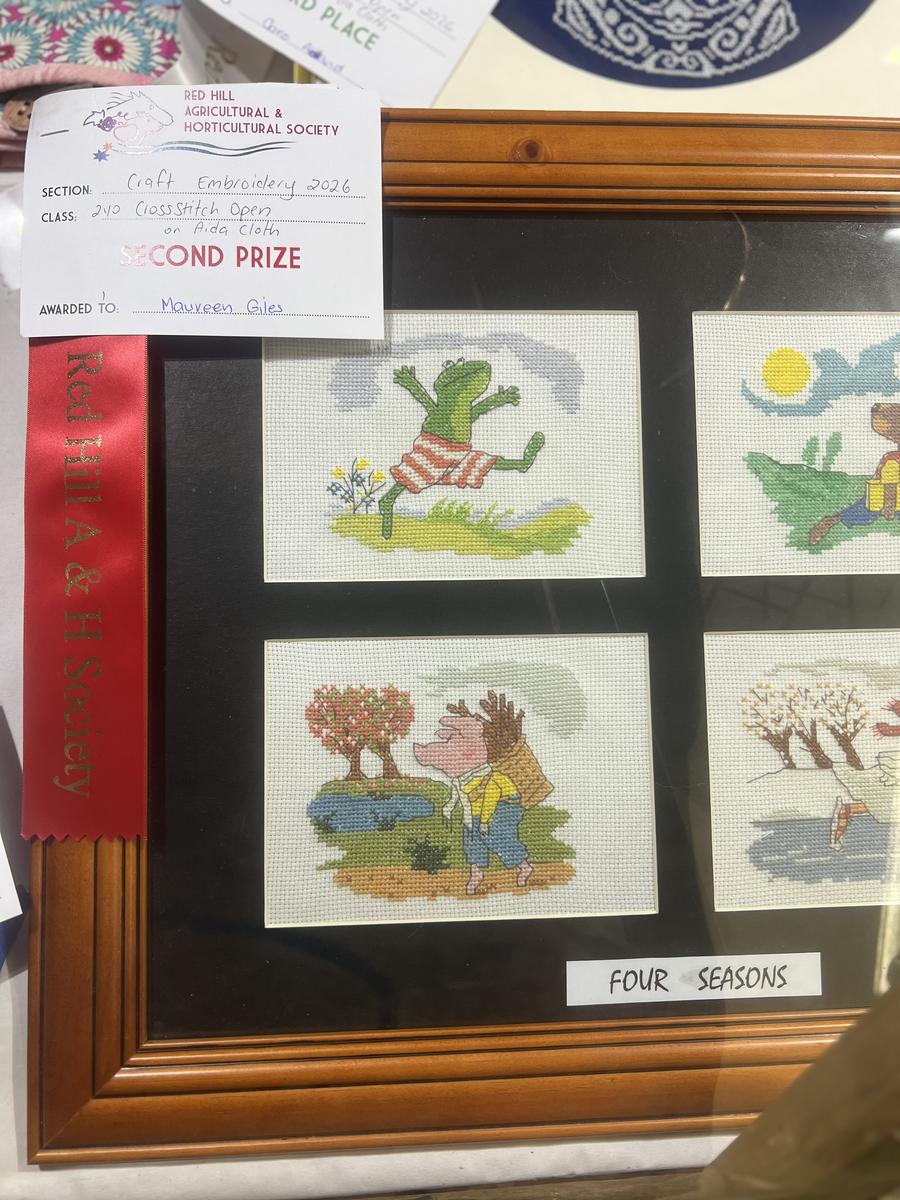 2026
RD PLACE
RED HILL
AGRICULTURAL &
HORTICULTURAL SOCIETY
SECTION: Craft Embroidery 2026
CLASS: 240 CrossStitch Open
on Aida Cloth
SECOND PRIZE
AWARDED TO: Maureen Giles
Red Hill A & H Society
FOUR SEASONS